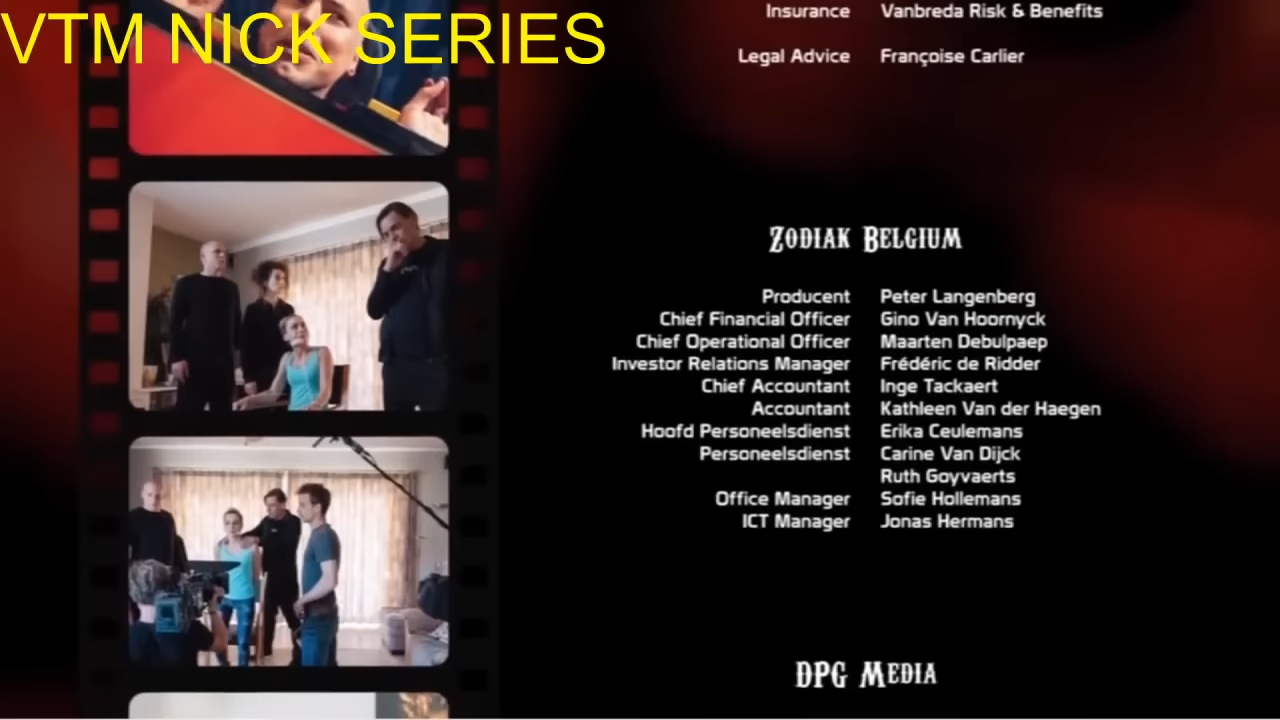 VTM NICK SERIES
Insurance Vanbreda Risk & Benefits
Legal Advice Françoise Carlier
Zodiak Belgium
Producent Peter Langenberg
Chief Financial Officer Gino Van Hoornyck
Chief Operational Officer Maarten Debulpaep
Investor Relations Manager Frédéric de Ridder
Chief Accountant Inge Tackaert
Accountant Kathleen Van der Haegen
Hoofd Personeelsdienst Erika Ceulemans
Personeelsdienst Carine Van Dijck
Ruth Goyvaerts
Office Manager Sofie Hollemans
ICT Manager Jonas Hermans
DPG Media